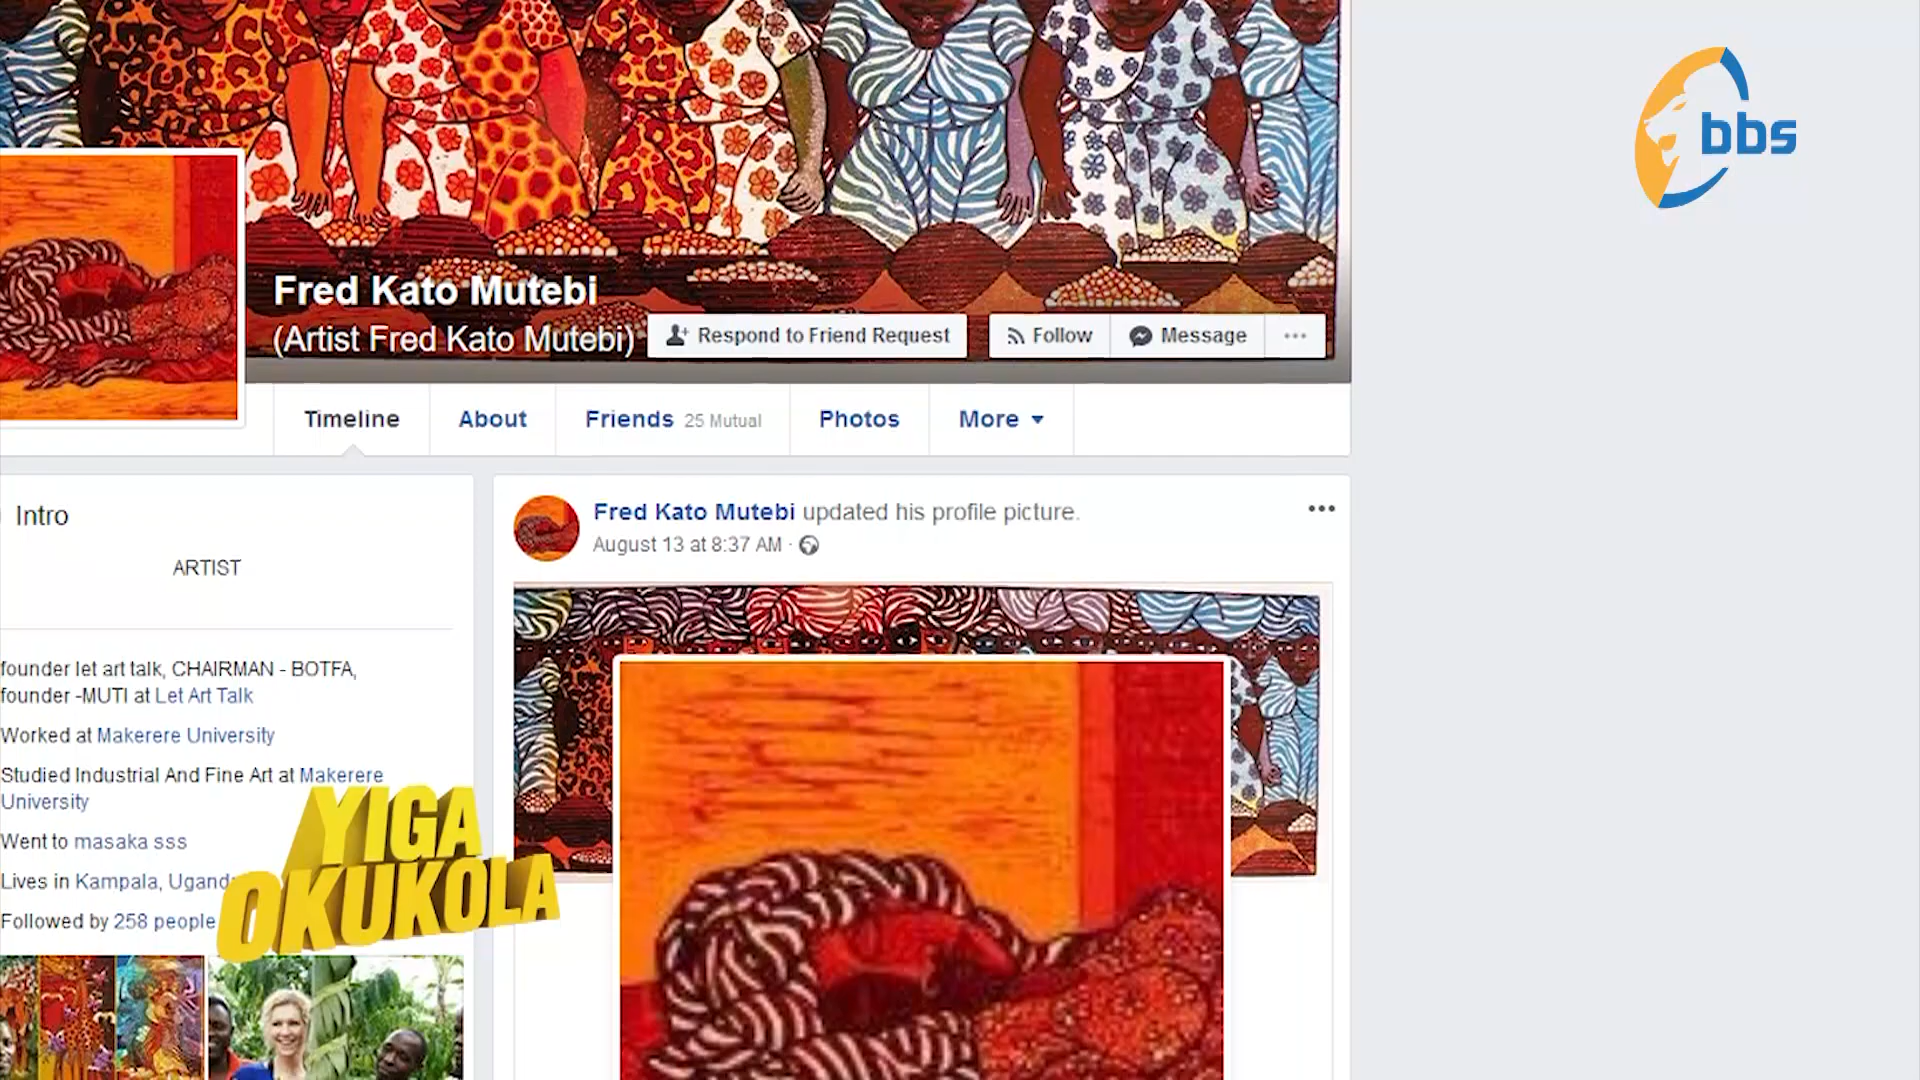 bbs
Fred Kato Mutebi
(Artist Fred Kato Mutebi)
Respond to Friend Request
Follow
Message
Timeline
About
Friends 25 Mutual
Photos
More
Intro
ARTIST
founder let art talk, CHAIRMAN - BOTFA,
founder -MUTI at Let Art Talk
Worked at Makerere University
Studied Industrial And Fine Art at Makerere
University
Went to masaka sss
Lives in Kampala, Uganda
Followed by 258 people
Fred Kato Mutebi updated his profile picture.
August 13 at 8:37 AM ·
YIGA
OKUKOLA